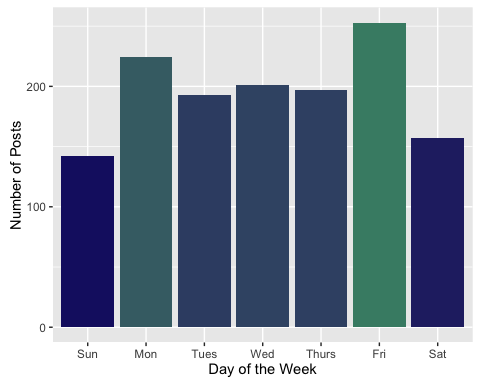 Number of Posts
200
100
0
Sun Mon Tues Wed Thurs Fri Sat
Day of the Week